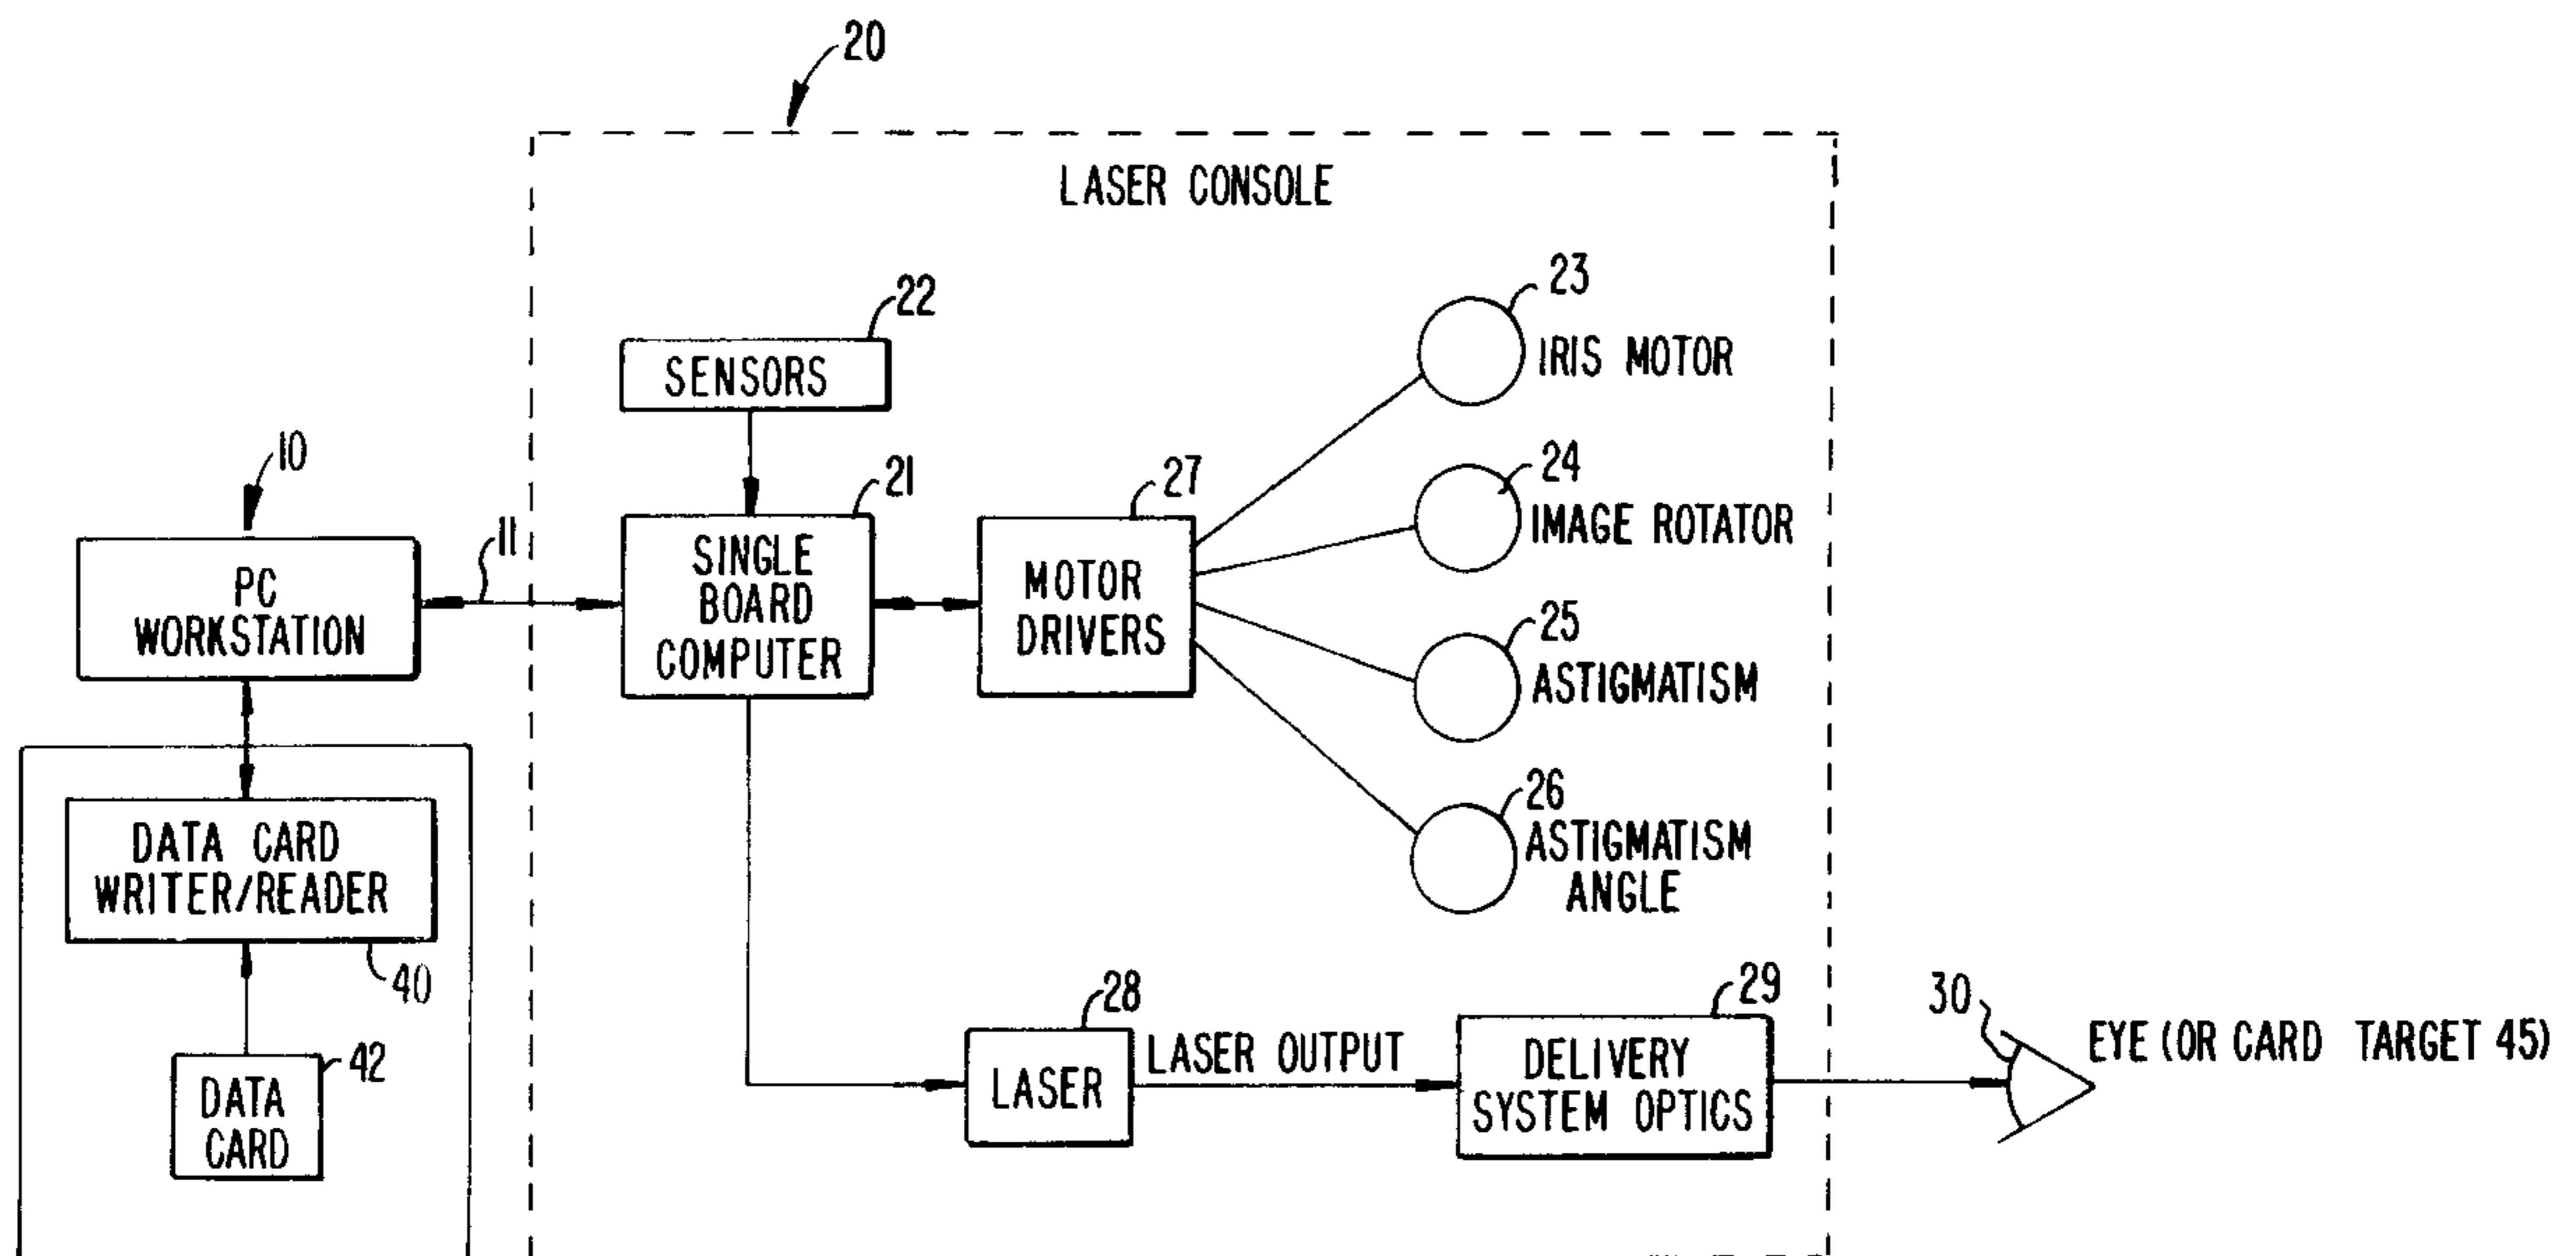 20
LASER CONSOLE
22
SENSORS
23
IRIS MOTOR
10
PC
WORKSTATION
11
21
SINGLE
BOARD
COMPUTER
27
MOTOR
DRIVERS
24
IMAGE ROTATOR
25
ASTIGMATISM
26
ASTIGMATISM
ANGLE
DATA CARD
WRITER/READER
40
42
DATA
CARD
28
LASER
LASER OUTPUT
29
DELIVERY
SYSTEM OPTICS
30
EYE (OR CARD TARGET 45)